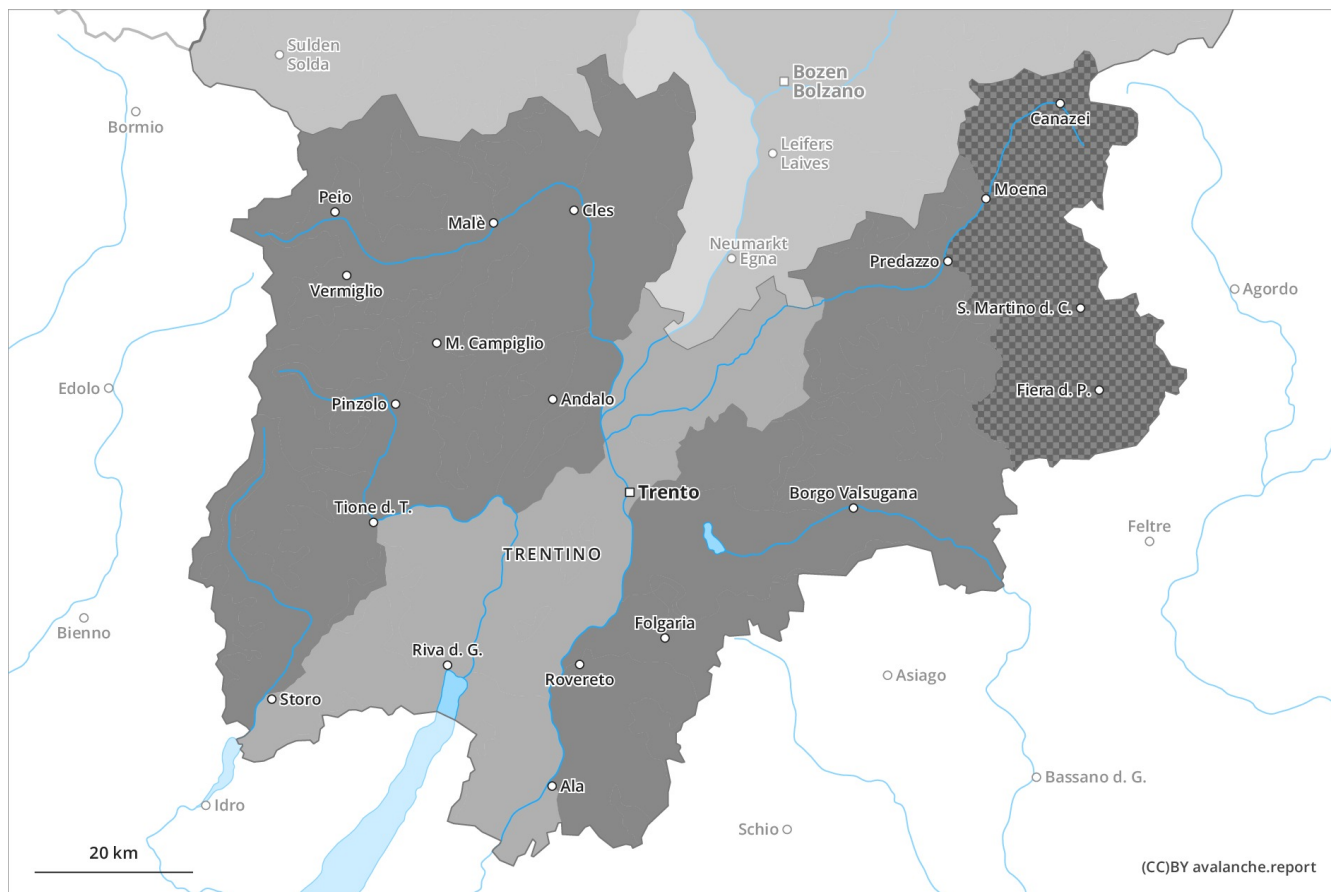 Sulden
Solda
Bozen
Bolzano
Canazei
Bormio
Leifers
Laives
Moena
Peio
Malè
Cles
Neumarkt
Egna
Predazzo
Vermiglio
Agordo
S. Martino d. C.
M. Campiglio
Edolo
Pinzolo
Andalo
Fiera d. P.
Trento
Borgo Valsugana
Tione d. T.
Feltre
TRENTINO
Bienno
Folgaria
Riva d. G.
Rovereto
Asiago
Storo
Ala
Bassano d. G.
Idro
Schio
20 km
(CC)BY avalanche.report